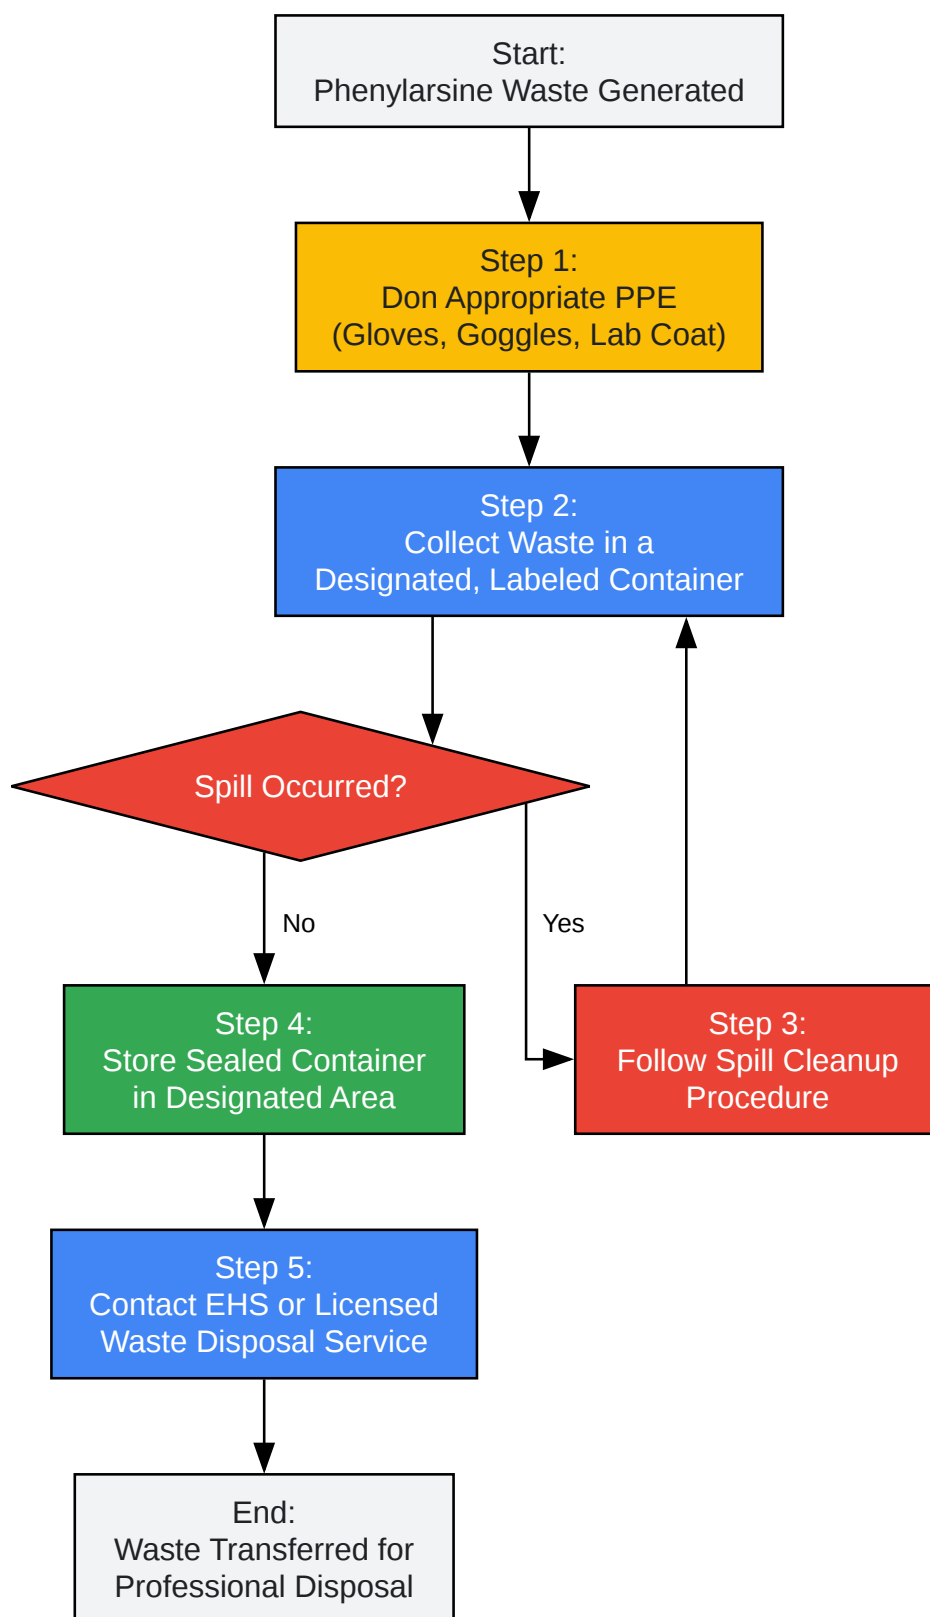 Start:
Phenylarsine Waste Generated
Step 1:
Don Appropriate PPE
(Gloves, Goggles, Lab Coat)
Step 2:
Collect Waste in a
Designated, Labeled Container
Spill Occurred?
No
Yes
Step 4:
Store Sealed Container
in Designated Area
Step 3:
Follow Spill Cleanup
Procedure
Step 5:
Contact EHS or Licensed
Waste Disposal Service
End:
Waste Transferred for
Professional Disposal